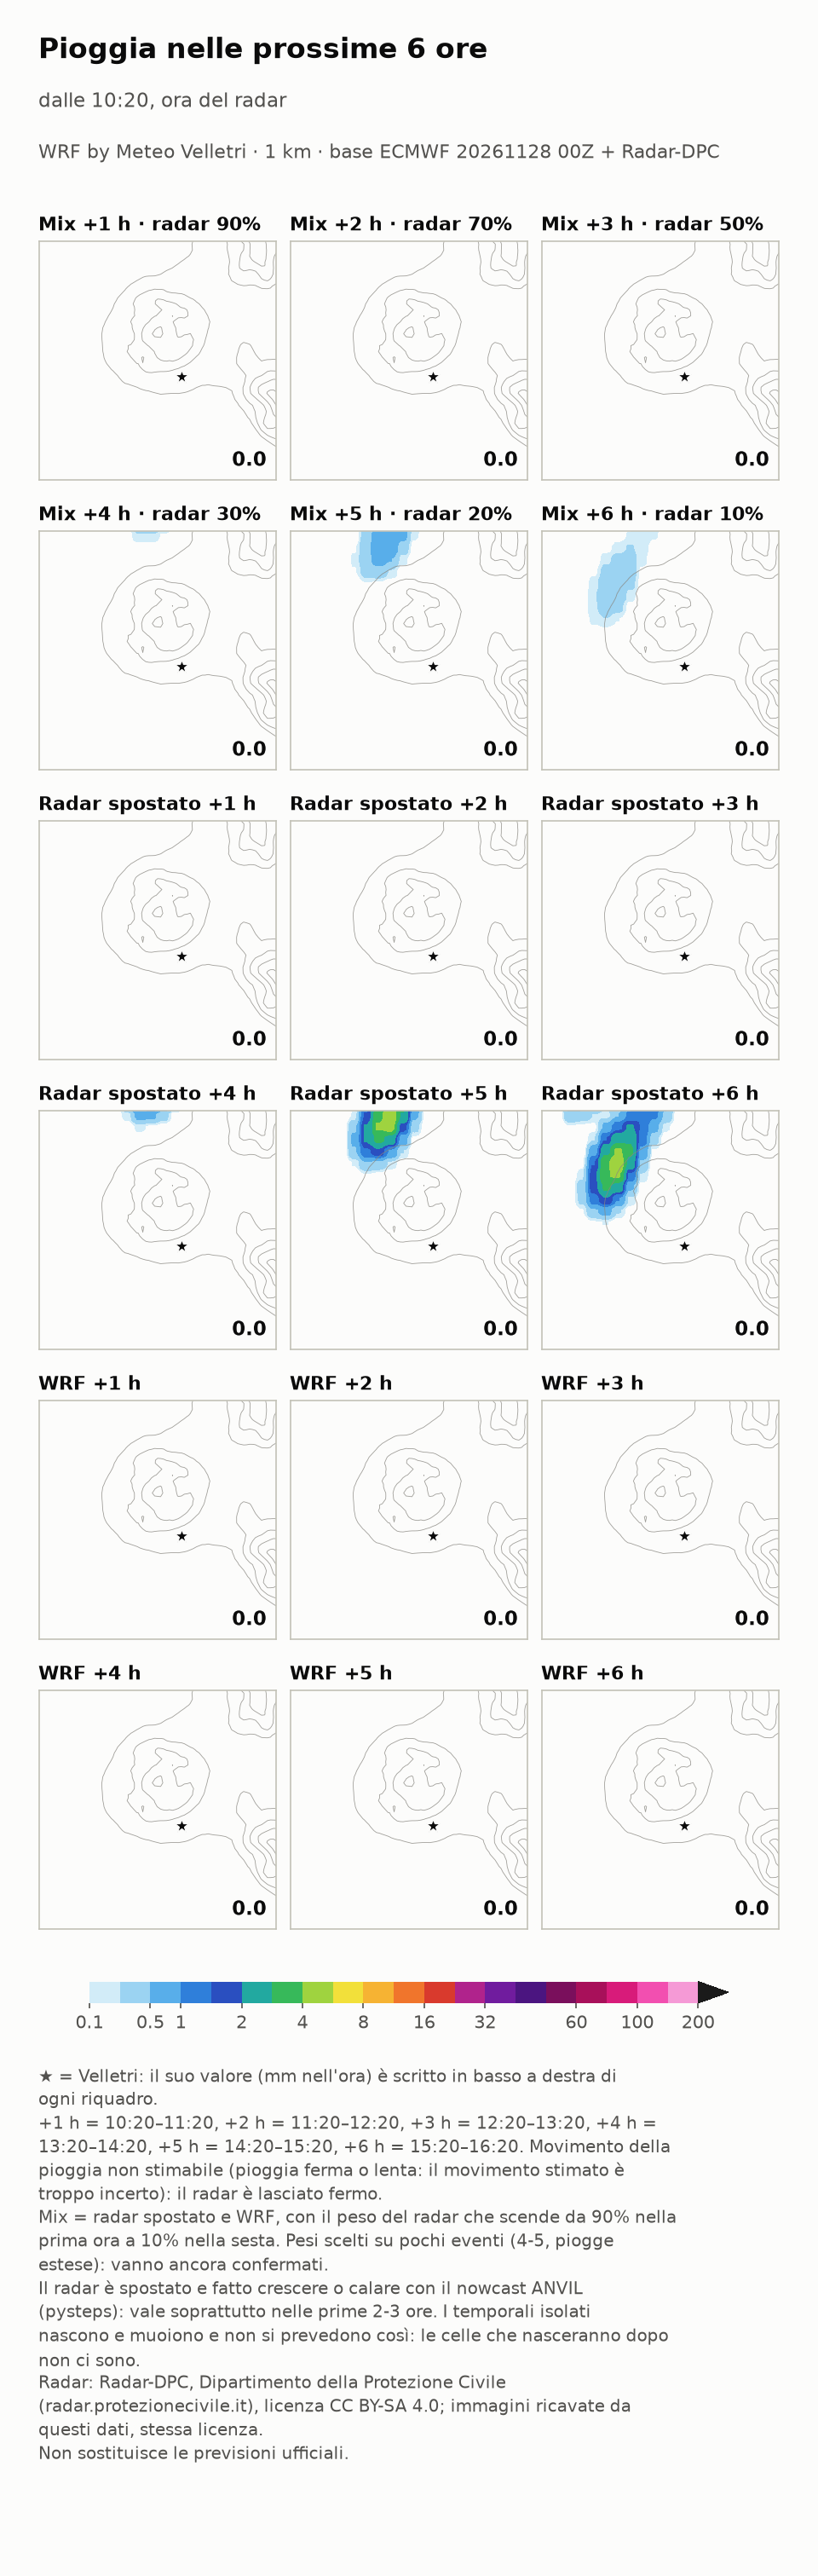 Pioggia nelle prossime 6 ore
dalle 10:20, ora del radar
WRF by Meteo Velletri · 1 km · base ECMWF 20261128 00Z + Radar-DPC
Mix +1 h · radar 90% Mix +2 h · radar 70% Mix +3 h · radar 50%
0.0 0.0 0.0
Mix +4 h · radar 30% Mix +5 h · radar 20% Mix +6 h · radar 10%
0.0 0.0 0.0
Radar spostato +1 h Radar spostato +2 h Radar spostato +3 h
0.0 0.0 0.0
Radar spostato +4 h Radar spostato +5 h Radar spostato +6 h
0.0 0.0 0.0
WRF +1 h WRF +2 h WRF +3 h
0.0 0.0 0.0
WRF +4 h WRF +5 h WRF +6 h
0.0 0.0 0.0
0.1 0.5 1 2 4 8 16 32 60 100 200
★ = Velletri: il suo valore (mm nell'ora) è scritto in basso a destra di
ogni riquadro.
+1 h = 10:20–11:20, +2 h = 11:20–12:20, +3 h = 12:20–13:20, +4 h =
13:20–14:20, +5 h = 14:20–15:20, +6 h = 15:20–16:20. Movimento della
pioggia non stimabile (pioggia ferma o lenta: il movimento stimato è
troppo incerto): il radar è lasciato fermo.
Mix = radar spostato e WRF, con il peso del radar che scende da 90% nella
prima ora a 10% nella sesta. Pesi scelti su pochi eventi (4-5, piogge
estese): vanno ancora confermati.
Il radar è spostato e fatto crescere o calare con il nowcast ANVIL
(pysteps): vale soprattutto nelle prime 2-3 ore. I temporali isolati
nascono e muoiono e non si prevedono così: le celle che nasceranno dopo
non ci sono.
Radar: Radar-DPC, Dipartimento della Protezione Civile
(radar.protezionecivile.it), licenza CC BY-SA 4.0; immagini ricavate da
questi dati, stessa licenza.
Non sostituisce le previsioni ufficiali.